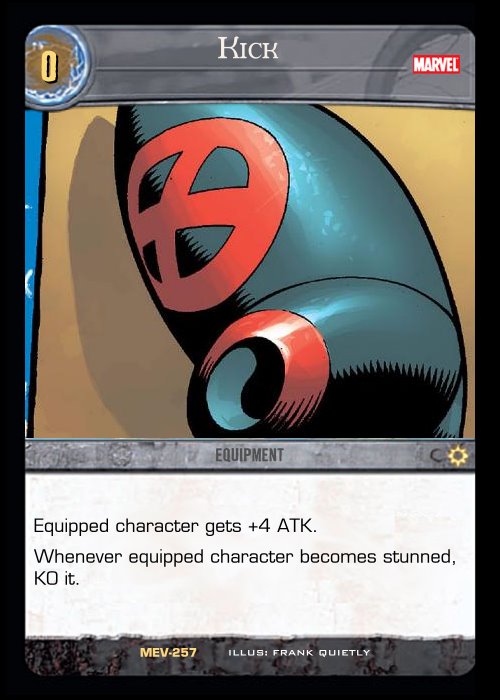 0
Kick
MARVEL
EQUIPMENT
C
Equipped character gets +4 ATK.
Whenever equipped character becomes stunned,
KO it.
MEV-257
ILLUS: FRANK QUIETLY